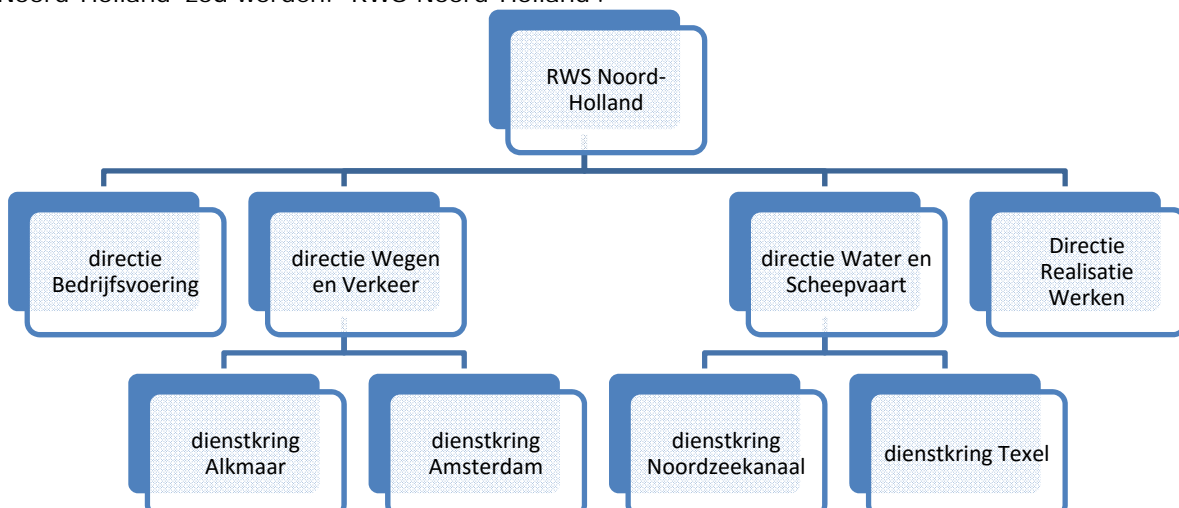 Noord-Holland' zou worden: 'RWS Noord-Holland'.
RWS Noord-
Holland
directie
Bedrijfsvoering
directie Wegen
en Verkeer
directie Water en
Scheepvaart
Directie
Realisatie
Werken
dienstkring
Alkmaar
dienstkring
Amsterdam
dienstkring
Noordzeekanaal
dienstkring Texel